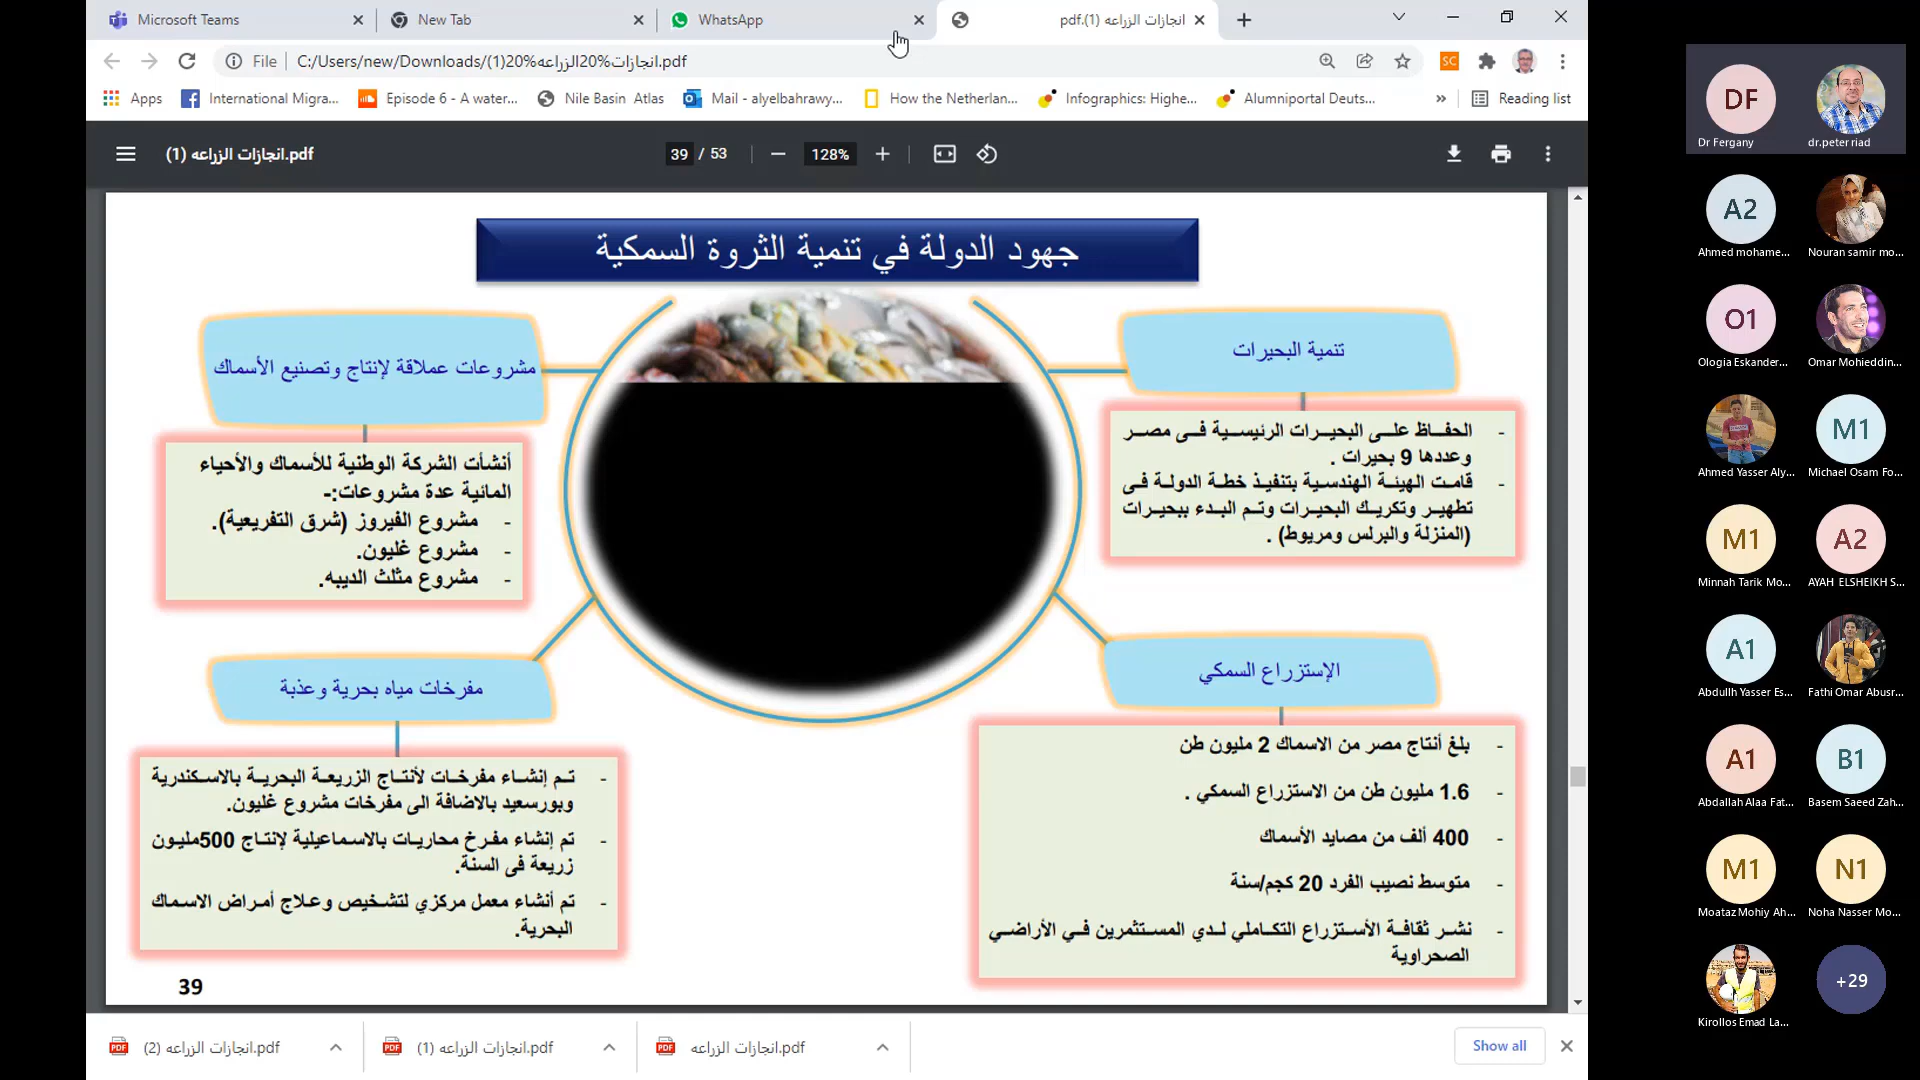 Microsoft Teams
New Tab
WhatsApp
انجازات الزراعه (1).pdf
File
C:/Users/new/Downloads/انجازات%20الزراعه%20(1).pdf
Apps
International Migra...
Episode 6 - A water...
Nile Basin Atlas
Mail - alyelbahrawy...
How the Netherlan...
Infographics: Highe...
Alumniportal Deuts...
»
Reading list
انجازات الزراعه (1).pdf
39 / 53
128%
جهود الدولة في تنمية الثروة السمكية
تنمية البحيرات
- الحفاظ على البحيرات الرئيسية فى مصر
وعددها 9 بحيرات .
- قامت الهيئة الهندسية بتنفيذ خطة الدولة فى
تطهير وتكريك البحيرات وتم البدء ببحيرات
(المنزلة والبرلس ومريوط) .
مشروعات عملاقة لإنتاج وتصنيع الأسماك
أنشأت الشركة الوطنية للأسماك والأحياء
المائية عدة مشروعات:-
- مشروع الفيروز (شرق التفريعية).
- مشروع غليون.
- مشروع مثلث الديبه.
الإستزراع السمكي
- بلغ أنتاج مصر من الاسماك 2 مليون طن
- 1.6 مليون طن من الاستزراع السمكي .
- 400 ألف من مصايد الأسماك
- متوسط نصيب الفرد 20 كجم/سنة
- نشر ثقافة الأستزراع التكاملي لدي المستثمرين في الأراضي
الصحراوية
مفرخات مياه بحرية وعذبة
- تم إنشاء مفرخات لأنتاج الزريعة البحرية بالاسكندرية
وبورسعيد بالاضافة الى مفرخات مشروع غليون.
- تم إنشاء مفرخ محاريات بالاسماعيلية لإنتاج 500مليون
زريعة فى السنة.
- تم أنشاء معمل مركزي لتشخيص وعلاج أمراض الاسماك
البحرية.
39
انجازات الزراعه (2).pdf
انجازات الزراعه (1).pdf
انجازات الزراعه.pdf
Show all
DF
Dr Fergany
dr.peter riad
A2
Ahmed mohame...
Nouran samir mo...
O1
Ologia Eskander...
Omar Mohieddin...
Ahmed Yasser Aly...
M1
Michael Osam Fo...
M1
Minnah Tarik Mo...
A2
AYAH ELSHEIKH S...
A1
Abdullh Yasser Es...
Fathi Omar Abusr...
A1
Abdallah Alaa Fat...
B1
Basem Saeed Zah...
M1
Moataz Mohiy Ah...
N1
Noha Nasser Mo...
Kirollos Emad La...
+29